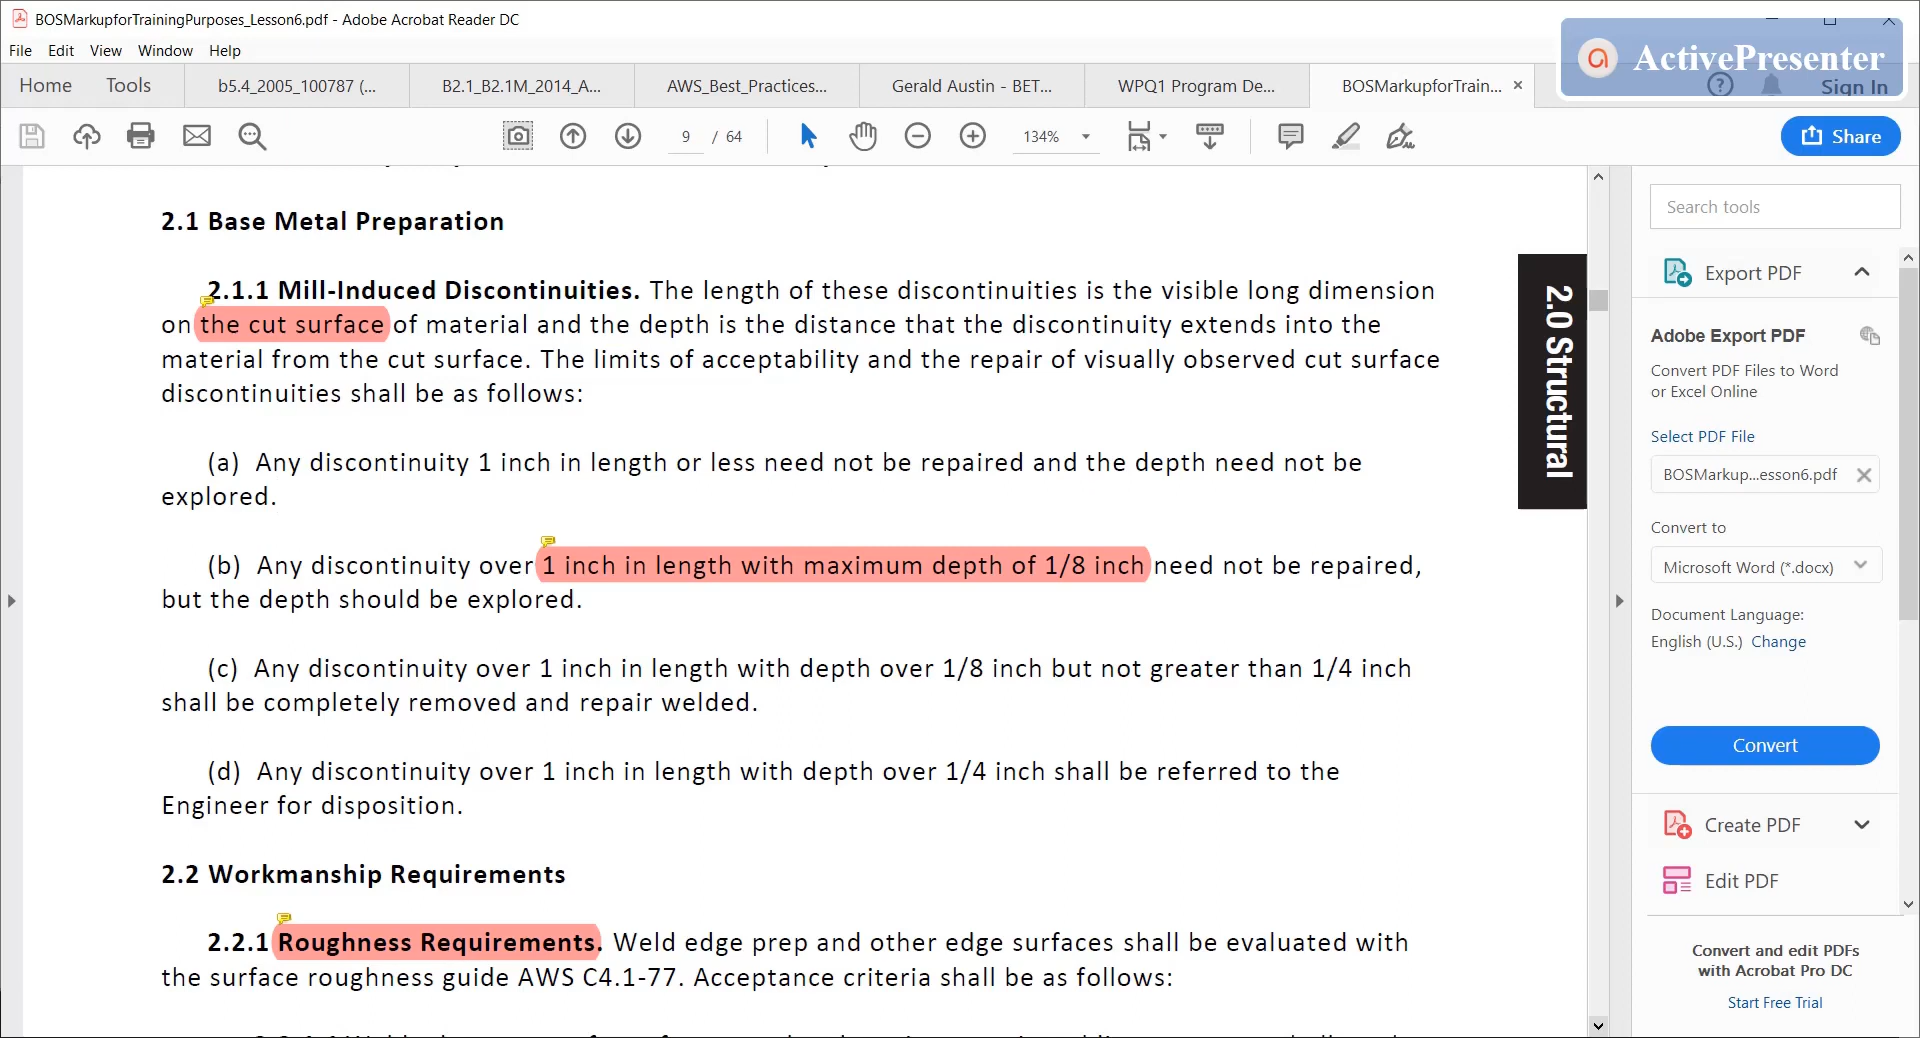 BOSMarkupforTrainingPurposes_Lesson6.pdf - Adobe Acrobat Reader DC
File Edit View Window Help
ActivePresenter
Home Tools b5.4_2005_100787 (... B2.1_B2.1M_2014_A... AWS_Best_Practices... Gerald Austin - BET... WPQ1 Program De... BOSMarkupforTrain... × Sign In
9 / 64 134% Share
2.1 Base Metal Preparation
2.1.1 Mill-Induced Discontinuities. The length of these discontinuities is the visible long dimension
on the cut surface of material and the depth is the distance that the discontinuity extends into the
material from the cut surface. The limits of acceptability and the repair of visually observed cut surface
discontinuities shall be as follows:
(a) Any discontinuity 1 inch in length or less need not be repaired and the depth need not be
explored.
(b) Any discontinuity over 1 inch in length with maximum depth of 1/8 inch need not be repaired,
but the depth should be explored.
(c) Any discontinuity over 1 inch in length with depth over 1/8 inch but not greater than 1/4 inch
shall be completely removed and repair welded.
(d) Any discontinuity over 1 inch in length with depth over 1/4 inch shall be referred to the
Engineer for disposition.
2.2 Workmanship Requirements
2.2.1 Roughness Requirements. Weld edge prep and other edge surfaces shall be evaluated with
the surface roughness guide AWS C4.1-77. Acceptance criteria shall be as follows:
2.0 Structural
Search tools
Export PDF
Adobe Export PDF
Convert PDF Files to Word
or Excel Online
Select PDF File
BOSMarkup...esson6.pdf
Convert to
Microsoft Word (*.docx)
Document Language:
English (U.S.) Change
Convert
Create PDF
Edit PDF
Convert and edit PDFs
with Acrobat Pro DC
Start Free Trial